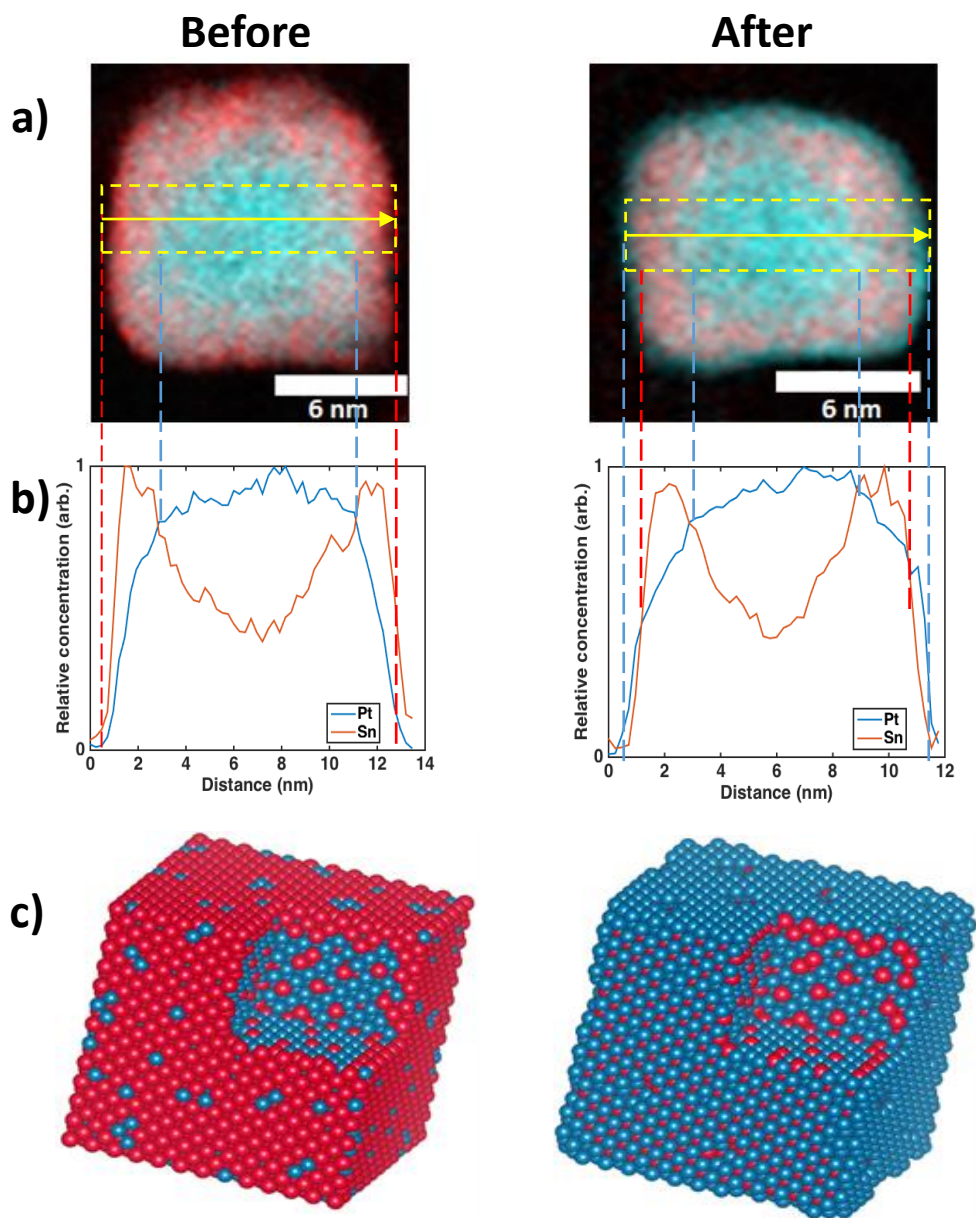 Before
After
a)
6 nm
6 nm
b)
Relative concentration (arb.)
1
0
Pt
Sn
0 2 4 6 8 10 12 14
Distance (nm)
Relative concentration (arb.)
1
0
Pt
Sn
0 2 4 6 8 10 12
Distance (nm)
c)